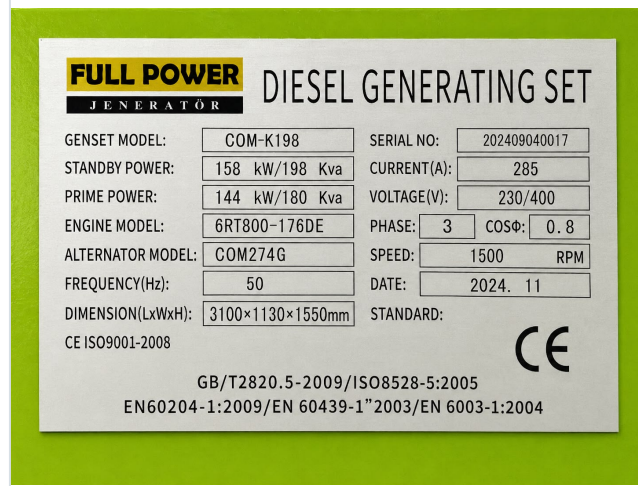 FULL POWER
JENERATÖR
DIESEL GENERATING SET
GENSET MODEL: COM-K198 SERIAL NO: 202409040017
STANDBY POWER: 158 kW/198 Kva CURRENT(A): 285
PRIME POWER: 144 kW/180 Kva VOLTAGE(V): 230/400
ENGINE MODEL: 6RT800-176DE PHASE: 3 COSΦ: 0.8
ALTERNATOR MODEL: COM274G SPEED: 1500 RPM
FREQUENCY(Hz): 50 DATE: 2024. 11
DIMENSION(LxWxH): 3100×1130×1550mm STANDARD:
CE ISO9001-2008 CE
GB/T2820.5-2009/ISO8528-5:2005
EN60204-1:2009/EN 60439-1”2003/EN 6003-1:2004